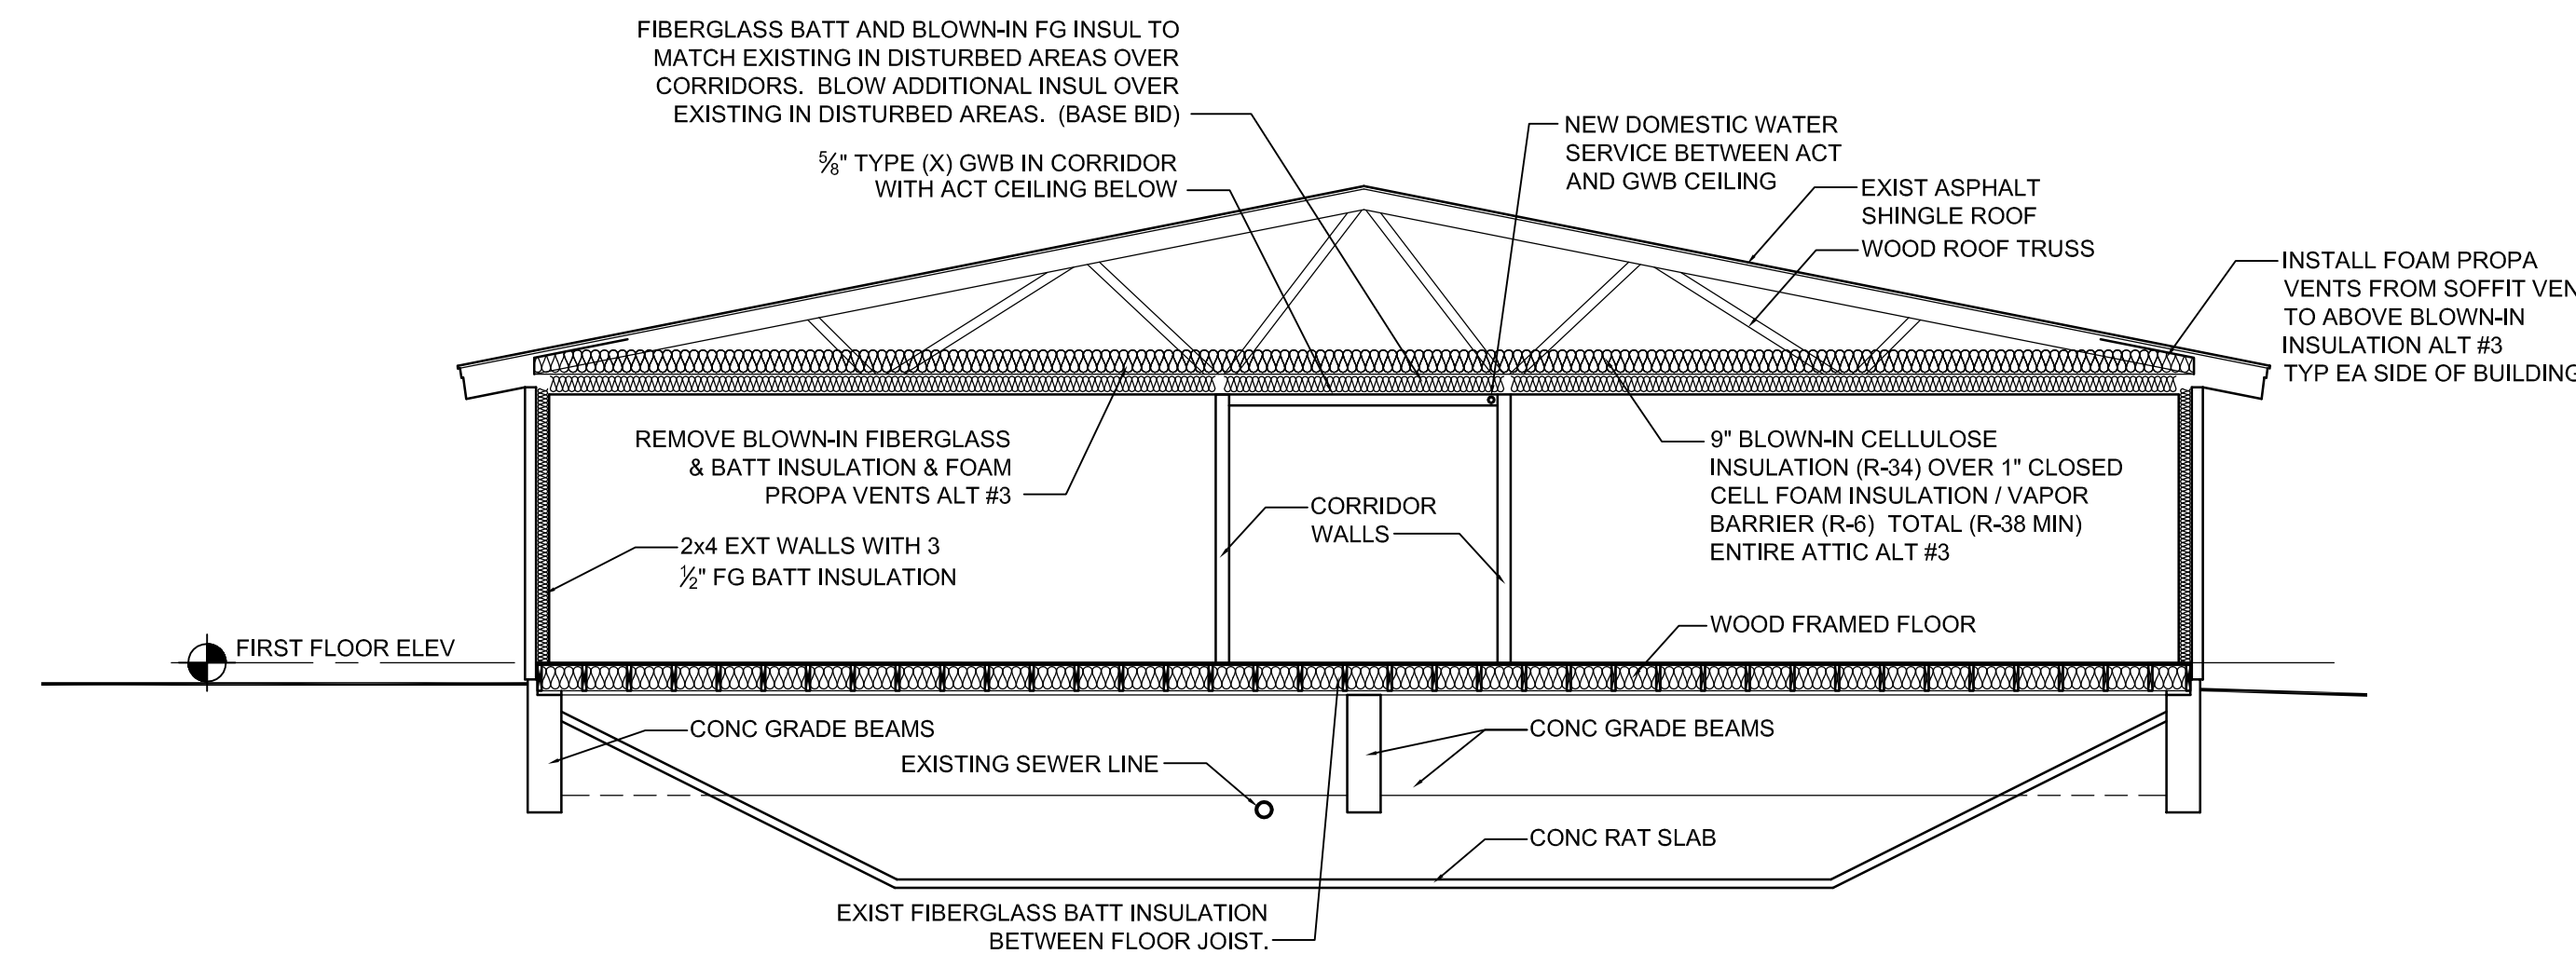 FIBERGLASS BATT AND BLOWN-IN FG INSUL TO
MATCH EXISTING IN DISTURBED AREAS OVER
CORRIDORS. BLOW ADDITIONAL INSUL OVER
EXISTING IN DISTURBED AREAS. (BASE BID)
⅝" TYPE (X) GWB IN CORRIDOR
WITH ACT CEILING BELOW
NEW DOMESTIC WATER
SERVICE BETWEEN ACT
AND GWB CEILING
EXIST ASPHALT
SHINGLE ROOF
WOOD ROOF TRUSS
INSTALL FOAM PROPA
VENTS FROM SOFFIT VEN
TO ABOVE BLOWN-IN
INSULATION ALT #3
TYP EA SIDE OF BUILDING
REMOVE BLOWN-IN FIBERGLASS
& BATT INSULATION & FOAM
PROPA VENTS ALT #3
2x4 EXT WALLS WITH 3
½" FG BATT INSULATION
CORRIDOR
WALLS
9" BLOWN-IN CELLULOSE
INSULATION (R-34) OVER 1" CLOSED
CELL FOAM INSULATION / VAPOR
BARRIER (R-6) TOTAL (R-38 MIN)
ENTIRE ATTIC ALT #3
WOOD FRAMED FLOOR
FIRST FLOOR ELEV
CONC GRADE BEAMS
EXISTING SEWER LINE
CONC GRADE BEAMS
CONC RAT SLAB
EXIST FIBERGLASS BATT INSULATION
BETWEEN FLOOR JOIST.